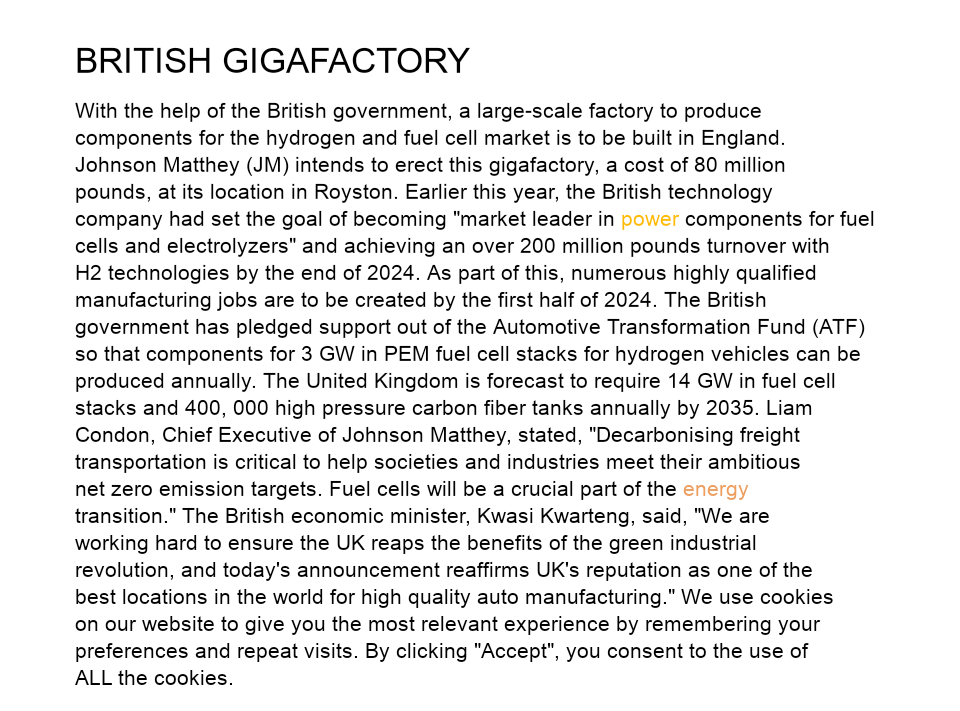 BRITISH GIGAFACTORY
With the help of the British government, a large-scale factory to produce
components for the hydrogen and fuel cell market is to be built in England.
Johnson Matthey (JM) intends to erect this gigafactory, a cost of 80 million
pounds, at its location in Royston. Earlier this year, the British technology
company had set the goal of becoming "market leader in power components for fuel
cells and electrolyzers" and achieving an over 200 million pounds turnover with
H2 technologies by the end of 2024. As part of this, numerous highly qualified
manufacturing jobs are to be created by the first half of 2024. The British
government has pledged support out of the Automotive Transformation Fund (ATF)
so that components for 3 GW in PEM fuel cell stacks for hydrogen vehicles can be
produced annually. The United Kingdom is forecast to require 14 GW in fuel cell
stacks and 400, 000 high pressure carbon fiber tanks annually by 2035. Liam
Condon, Chief Executive of Johnson Matthey, stated, "Decarbonising freight
transportation is critical to help societies and industries meet their ambitious
net zero emission targets. Fuel cells will be a crucial part of the energy
transition." The British economic minister, Kwasi Kwarteng, said, "We are
working hard to ensure the UK reaps the benefits of the green industrial
revolution, and today's announcement reaffirms UK's reputation as one of the
best locations in the world for high quality auto manufacturing." We use cookies
on our website to give you the most relevant experience by remembering your
preferences and repeat visits. By clicking "Accept", you consent to the use of
ALL the cookies.